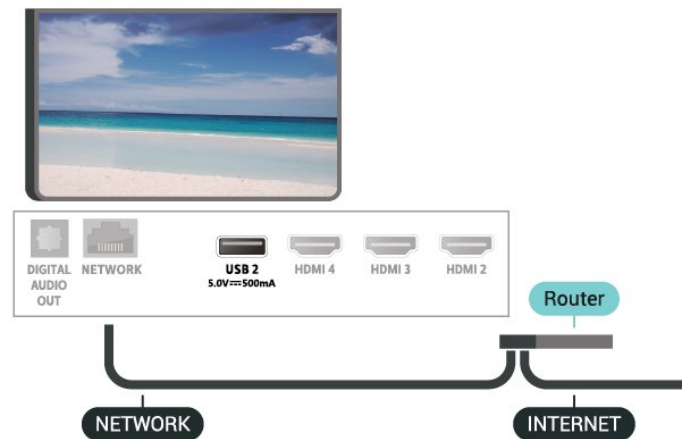 DIGITAL
AUDIO
OUT
NETWORK
USB 2
5.0V⎓500mA
HDMI 4
HDMI 3
HDMI 2
Router
NETWORK
INTERNET